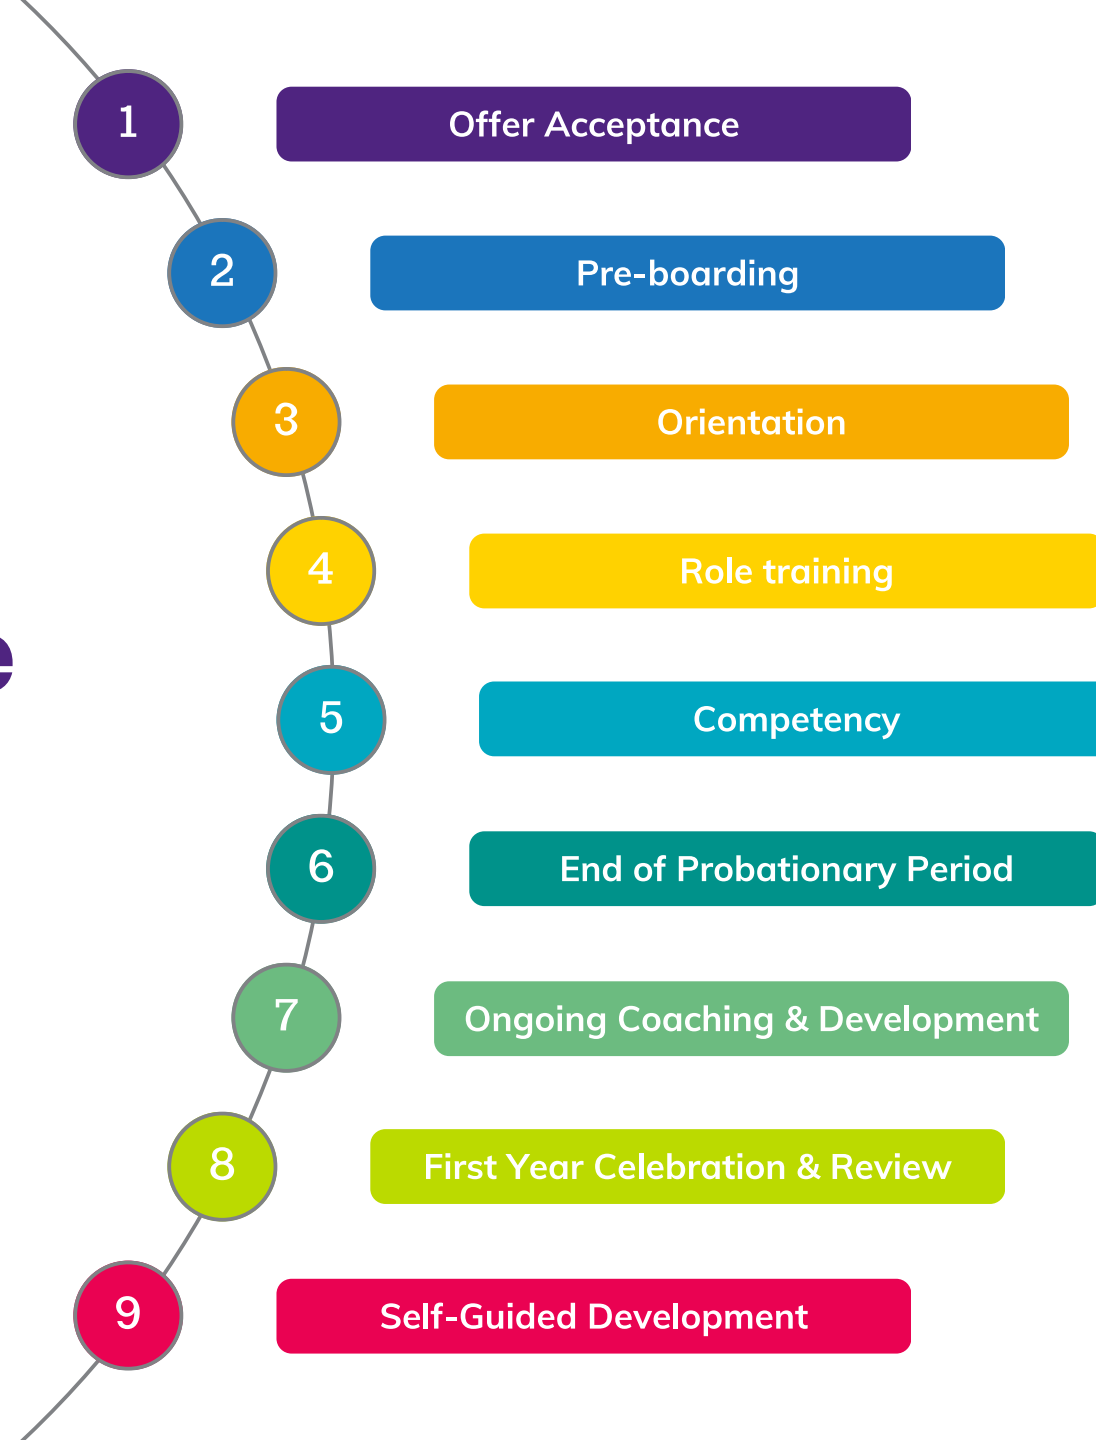 1 Offer Acceptance
2 Pre-boarding
3 Orientation
4 Role training
e
5 Competency
6 End of Probationary Period
7 Ongoing Coaching & Development
8 First Year Celebration & Review
9 Self-Guided Development